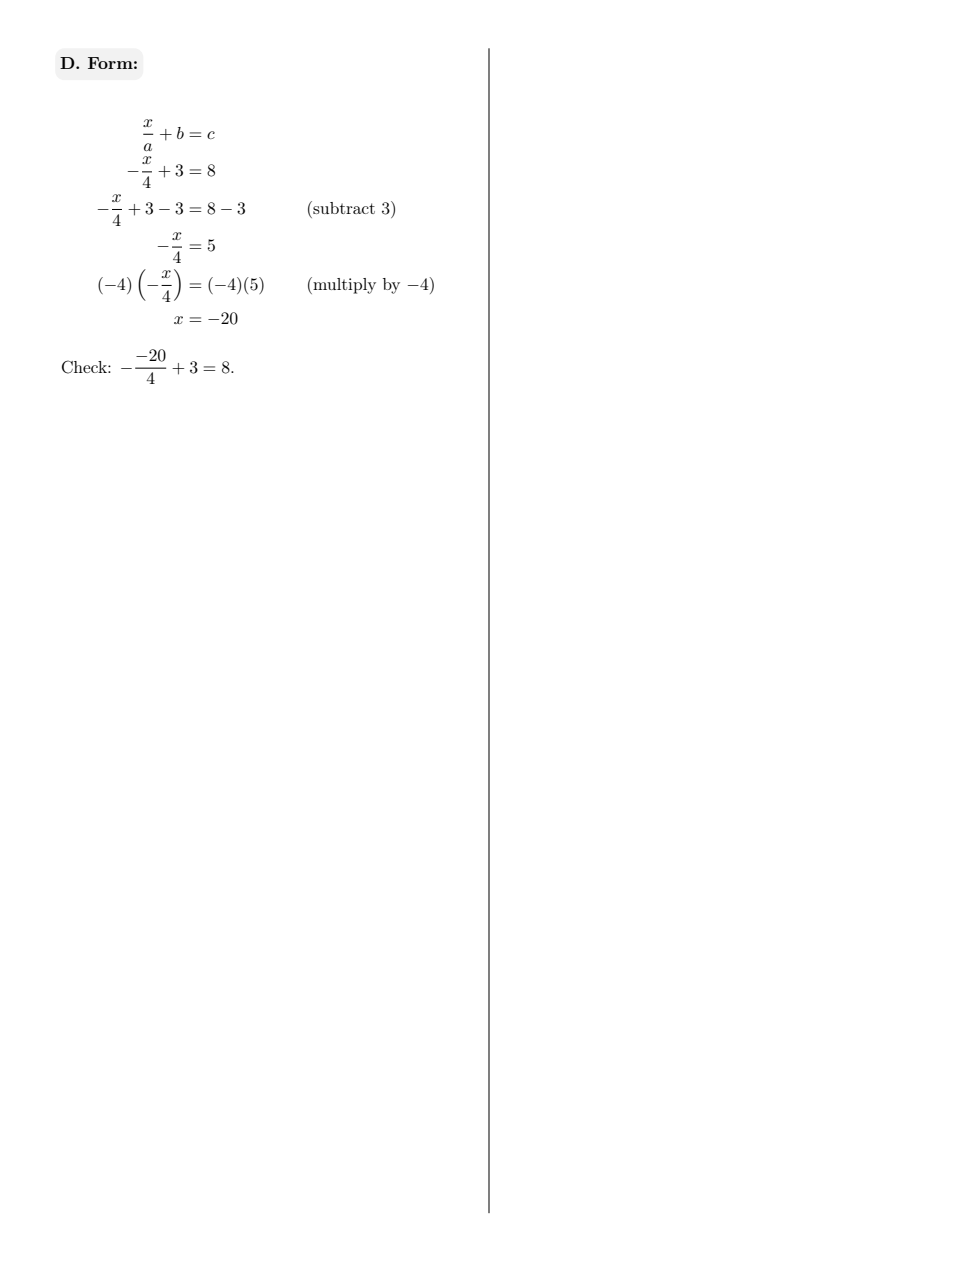 D. Form:
x/a + b = c
−x/4 + 3 = 8
−x/4 + 3 − 3 = 8 − 3 (subtract 3)
−x/4 = 5
(−4)(−x/4) = (−4)(5) (multiply by −4)
x = −20
Check: −−20/4 + 3 = 8.